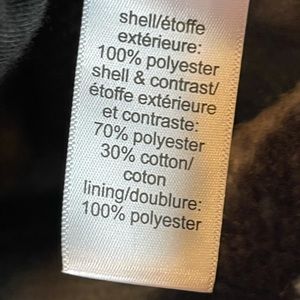 shell/étoffe
extérieure:
100% polyester
shell & contrast/
étoffe extérieure
et contraste:
70% polyester
30% cotton/
coton
lining/doublure:
100% polyester